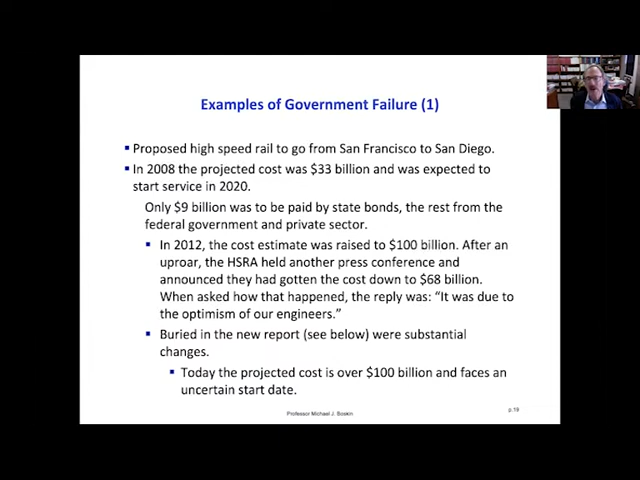 Examples of Government Failure (1)
▪ Proposed high speed rail to go from San Francisco to San Diego.
▪ In 2008 the projected cost was $33 billion and was expected to
start service in 2020.
Only $9 billion was to be paid by state bonds, the rest from the
federal government and private sector.
▪ In 2012, the cost estimate was raised to $100 billion. After an
uproar, the HSRA held another press conference and
announced they had gotten the cost down to $68 billion.
When asked how that happened, the reply was: “It was due to
the optimism of our engineers.”
▪ Buried in the new report (see below) were substantial
changes.
▪ Today the projected cost is over $100 billion and faces an
uncertain start date.
Professor Michael J. Boskin
p.19